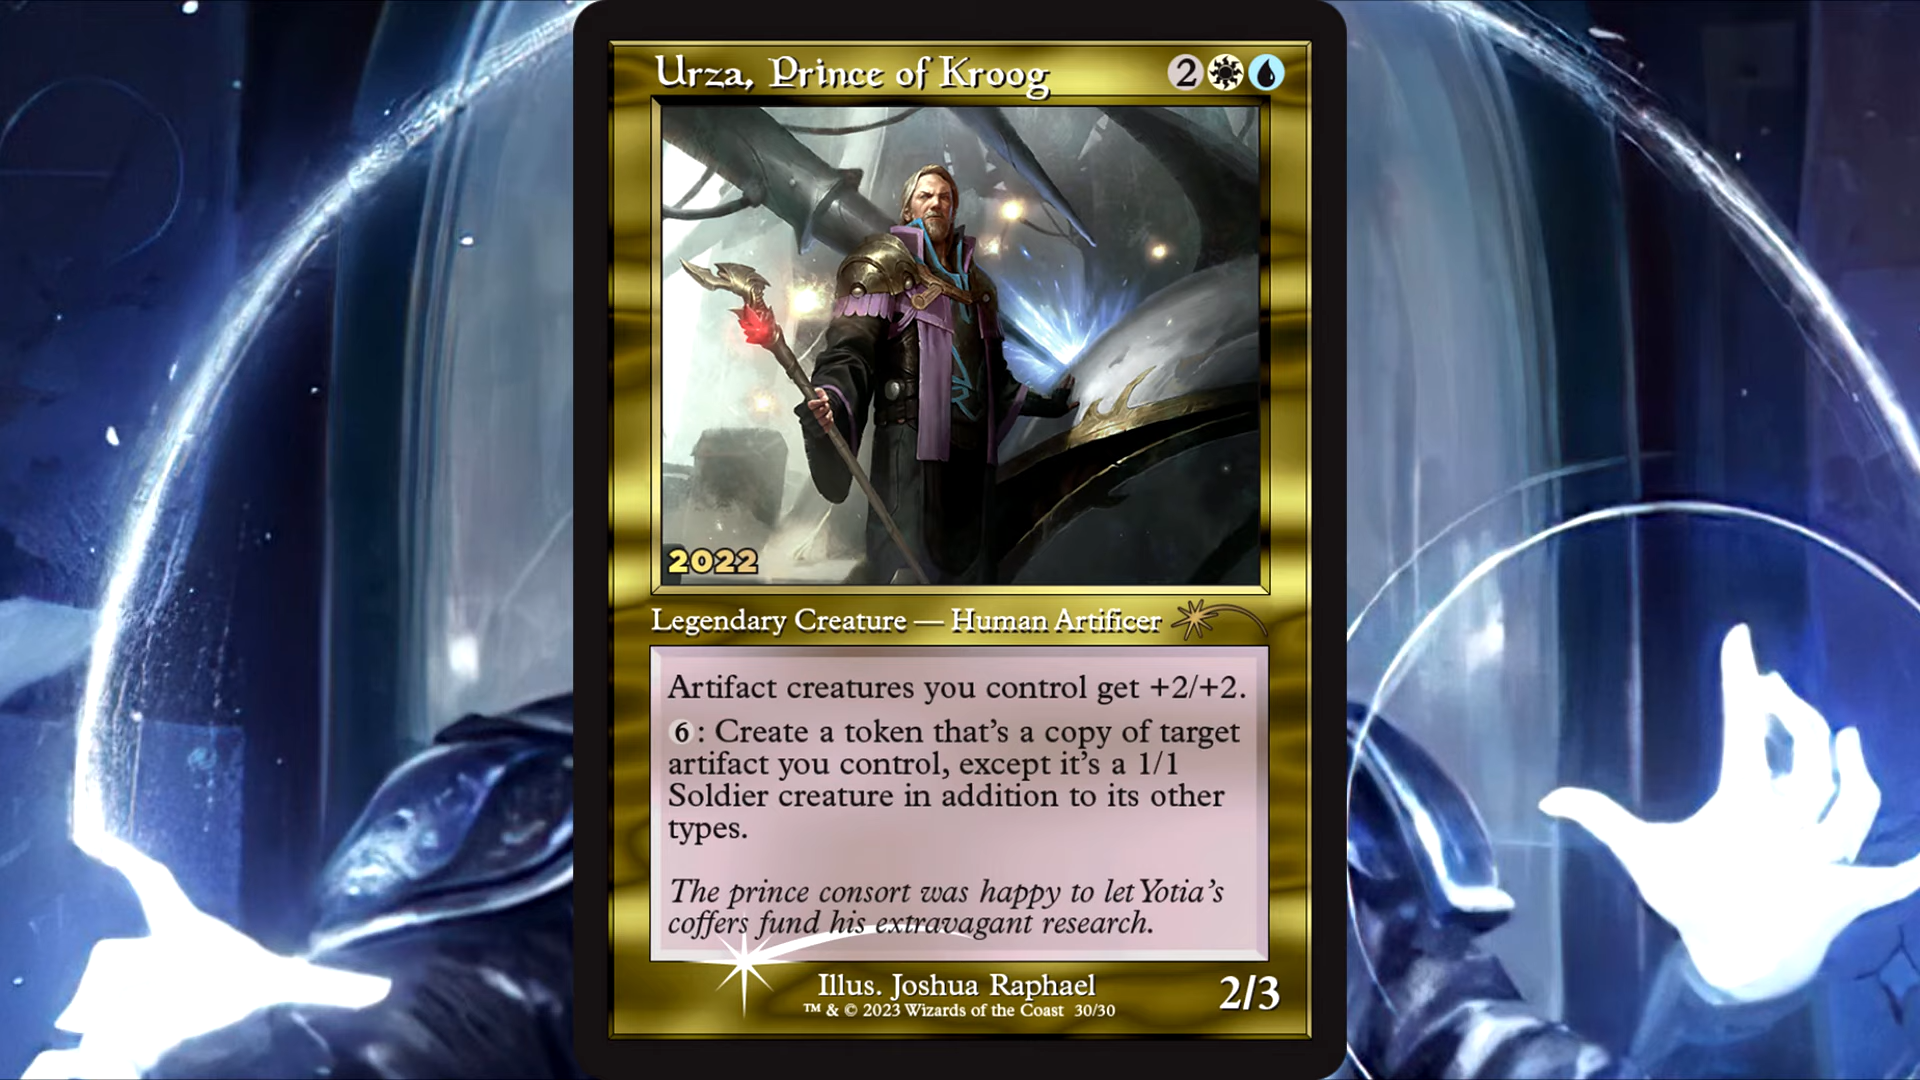 Urza, Prince of Kroog 2
2022
Legendary Creature — Human Artificer
Artifact creatures you control get +2/+2.
6: Create a token that's a copy of target
artifact you control, except it's a 1/1
Soldier creature in addition to its other
types.
The prince consort was happy to let Yotia's
coffers fund his extravagant research.
Illus. Joshua Raphael
™ & © 2023 Wizards of the Coast 30/30
2/3